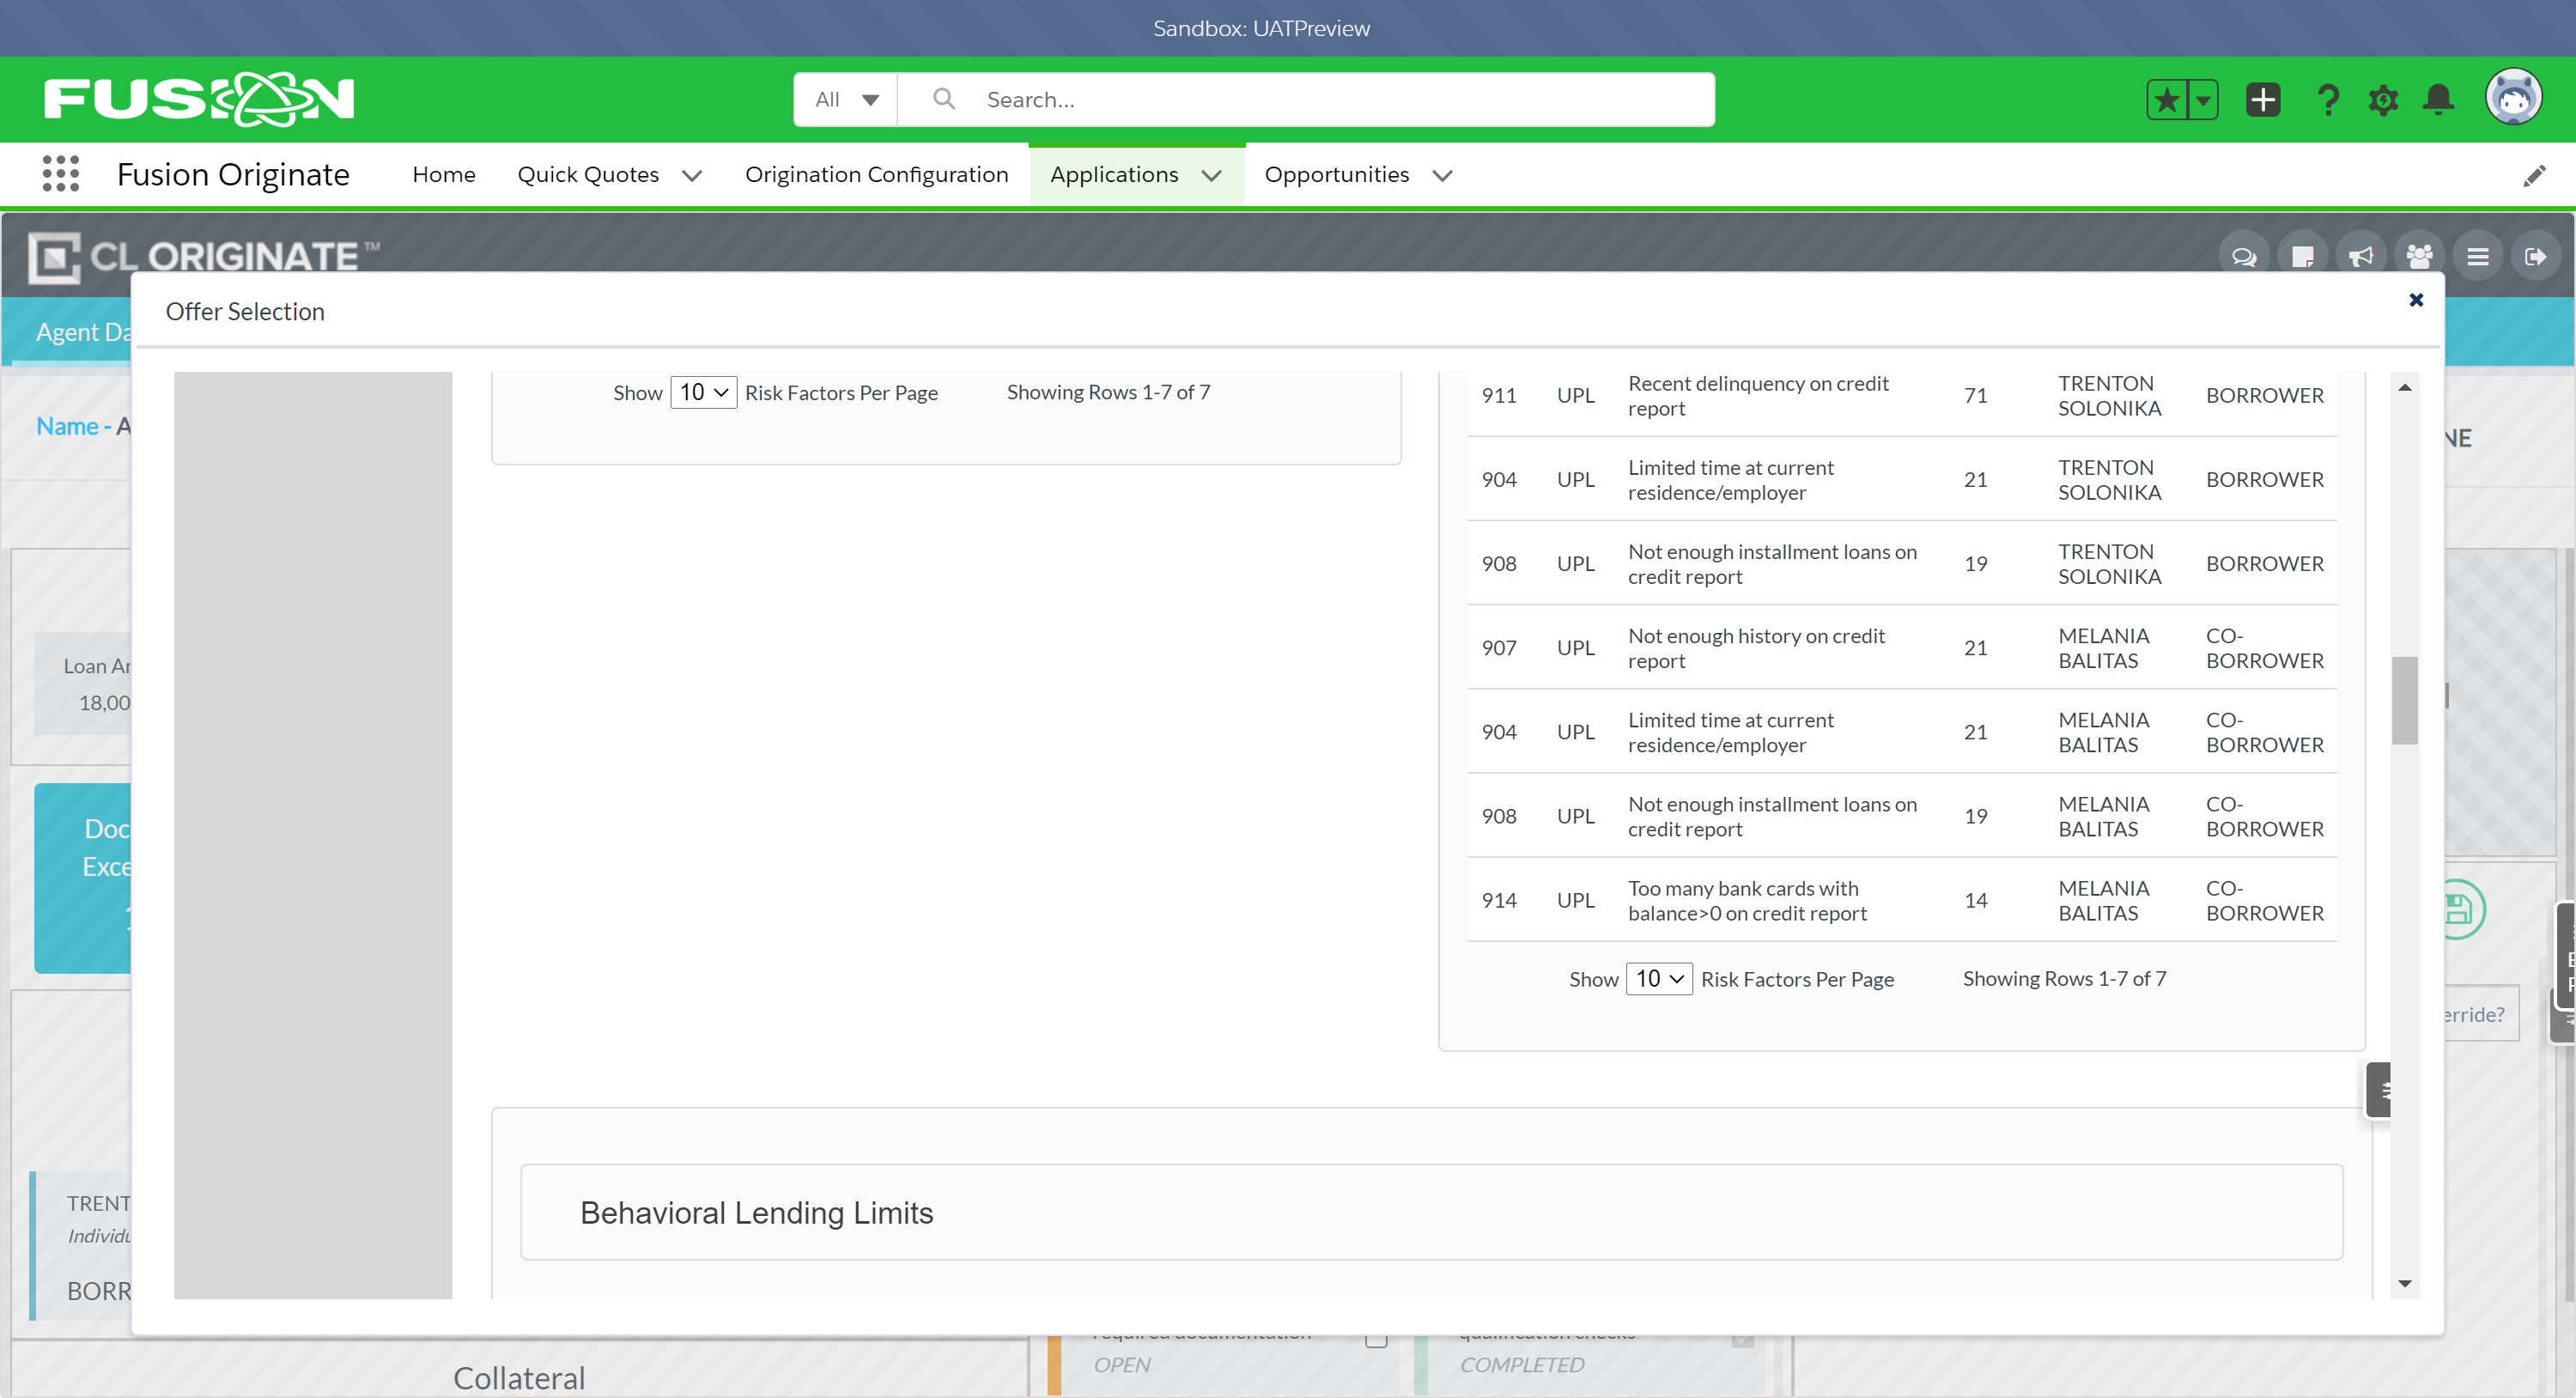 Sandbox: UATPreview
FUSION
All
Search...
Fusion Originate
Home
Quick Quotes
Origination Configuration
Applications
Opportunities
CL ORIGINATE™
Offer Selection
Agent Da
Name - A
NE
Loan Ar
18,00
Doc
Exce
TRENT
Individu
BORR
Show 10 Risk Factors Per Page Showing Rows 1-7 of 7
911 UPL Recent delinquency on credit report 71 TRENTON SOLONIKA BORROWER
904 UPL Limited time at current residence/employer 21 TRENTON SOLONIKA BORROWER
908 UPL Not enough installment loans on credit report 19 TRENTON SOLONIKA BORROWER
907 UPL Not enough history on credit report 21 MELANIA BALITAS CO-BORROWER
904 UPL Limited time at current residence/employer 21 MELANIA BALITAS CO-BORROWER
908 UPL Not enough installment loans on credit report 19 MELANIA BALITAS CO-BORROWER
914 UPL Too many bank cards with balance>0 on credit report 14 MELANIA BALITAS CO-BORROWER
Show 10 Risk Factors Per Page Showing Rows 1-7 of 7
erride?
Behavioral Lending Limits
required documentation
OPEN
qualification checks
COMPLETED
Collateral